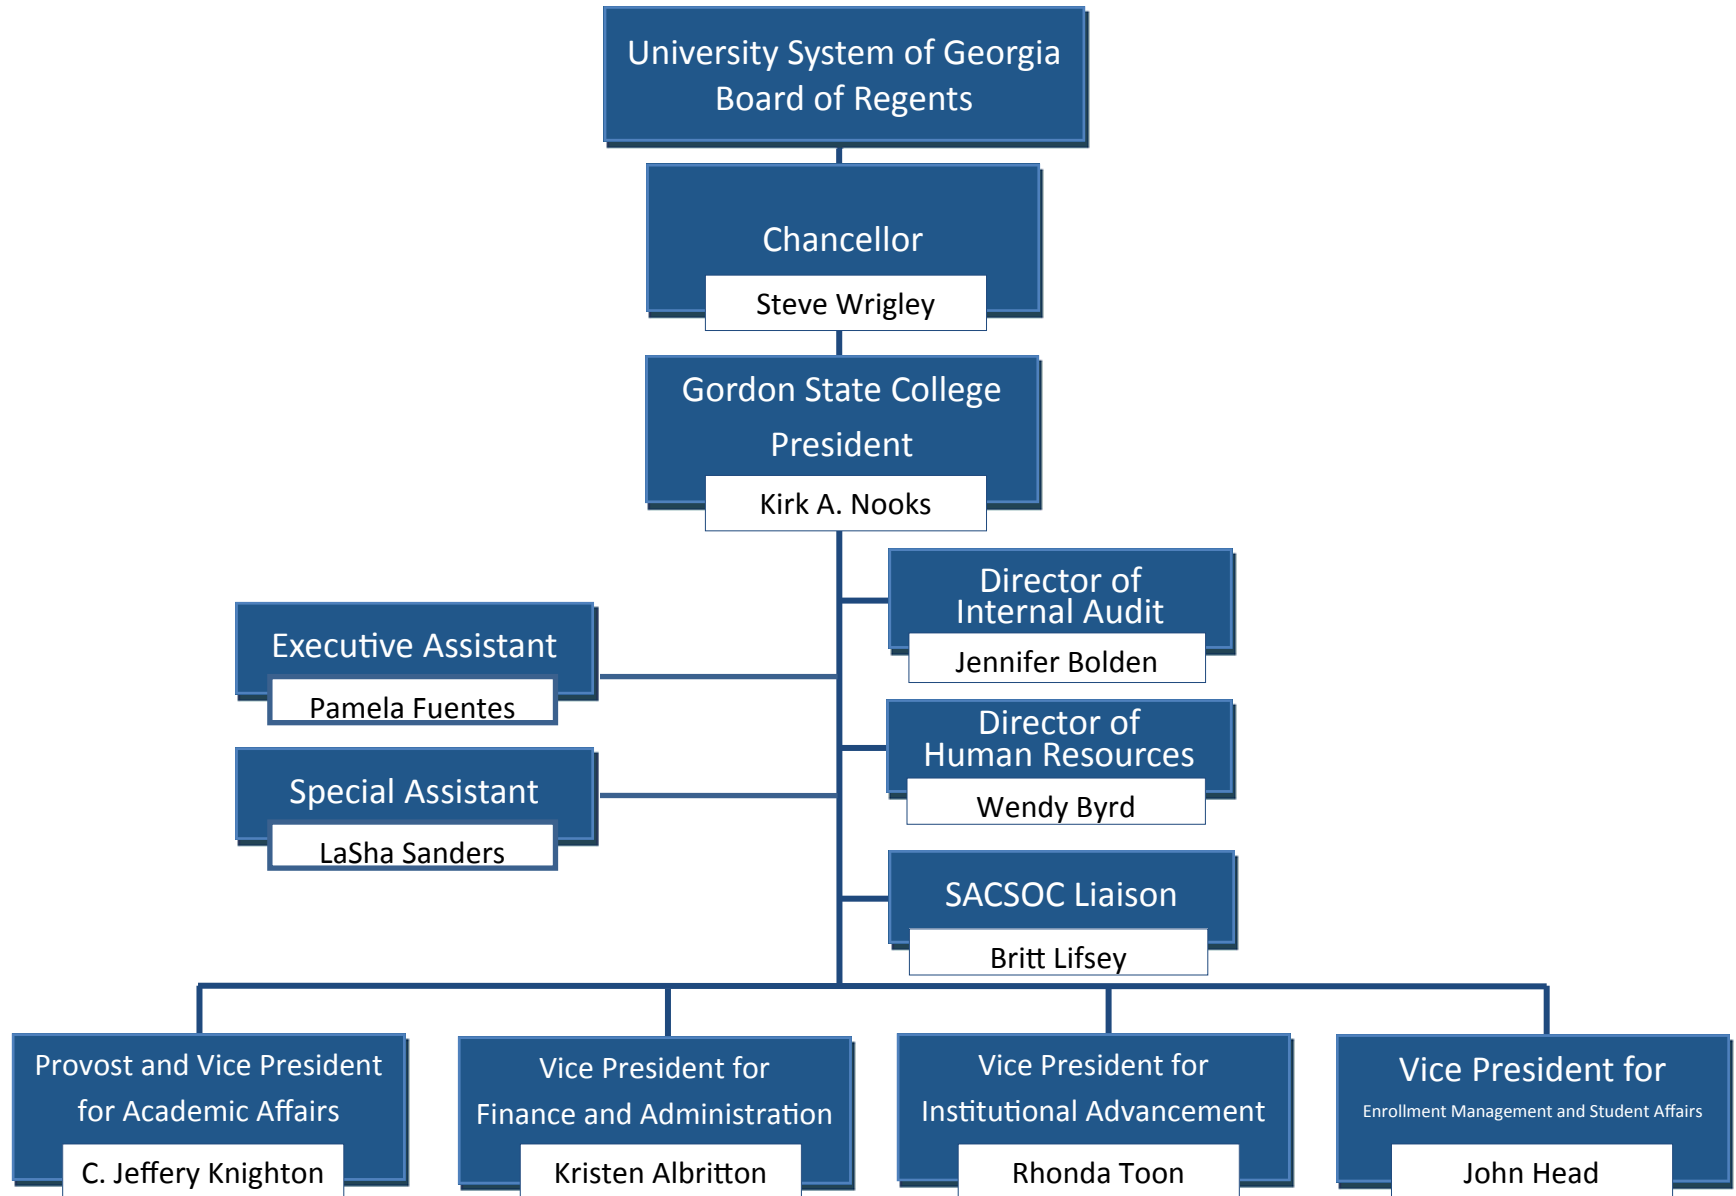 University System of Georgia
Board of Regents
Chancellor
Steve Wrigley
Gordon State College
President
Kirk A. Nooks
Director of
Internal Audit
Jennifer Bolden
Executive Assistant
Pamela Fuentes
Director of
Human Resources
Wendy Byrd
Special Assistant
LaSha Sanders
SACSOC Liaison
Britt Lifsey
Provost and Vice President
for Academic Affairs
C. Jeffery Knighton
Vice President for
Finance and Administration
Kristen Albritton
Vice President for
Institutional Advancement
Rhonda Toon
Vice President for
Enrollment Management and Student Affairs
John Head